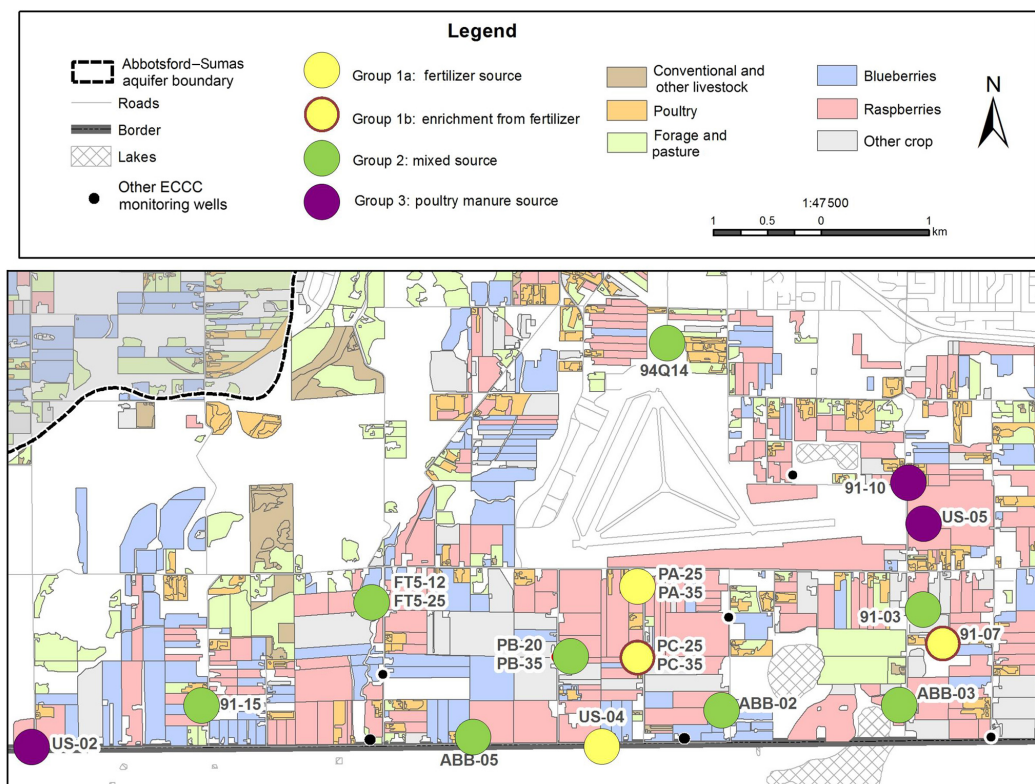 Legend
Abbotsford–Sumas
aquifer boundary
Roads
Border
Lakes
Other ECCC
monitoring wells
Group 1a: fertilizer source
Group 1b: enrichment from fertilizer
Group 2: mixed source
Group 3: poultry manure source
Conventional and
other livestock
Poultry
Forage and
pasture
Blueberries
Raspberries
Other crop
N
1:47500
1 0.5 0 1
km
94Q14
91-10
US-05
FT5-12
FT5-25
PA-25
PA-35
91-03
91-07
PB-20
PB-35
PC-25
PC-35
91-15
ABB-02
ABB-03
US-04
US-02
ABB-05